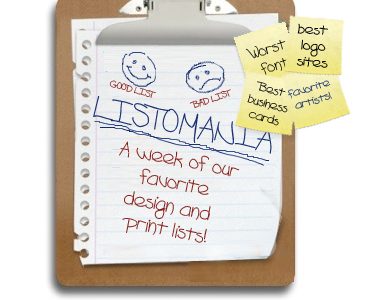 GOOD LIST
BAD LIST
LISTOMANIA
A week of our
favorite
design and
print lists!
Worst
font
best
logo
sites
Best
business
cards
favorite
artists!